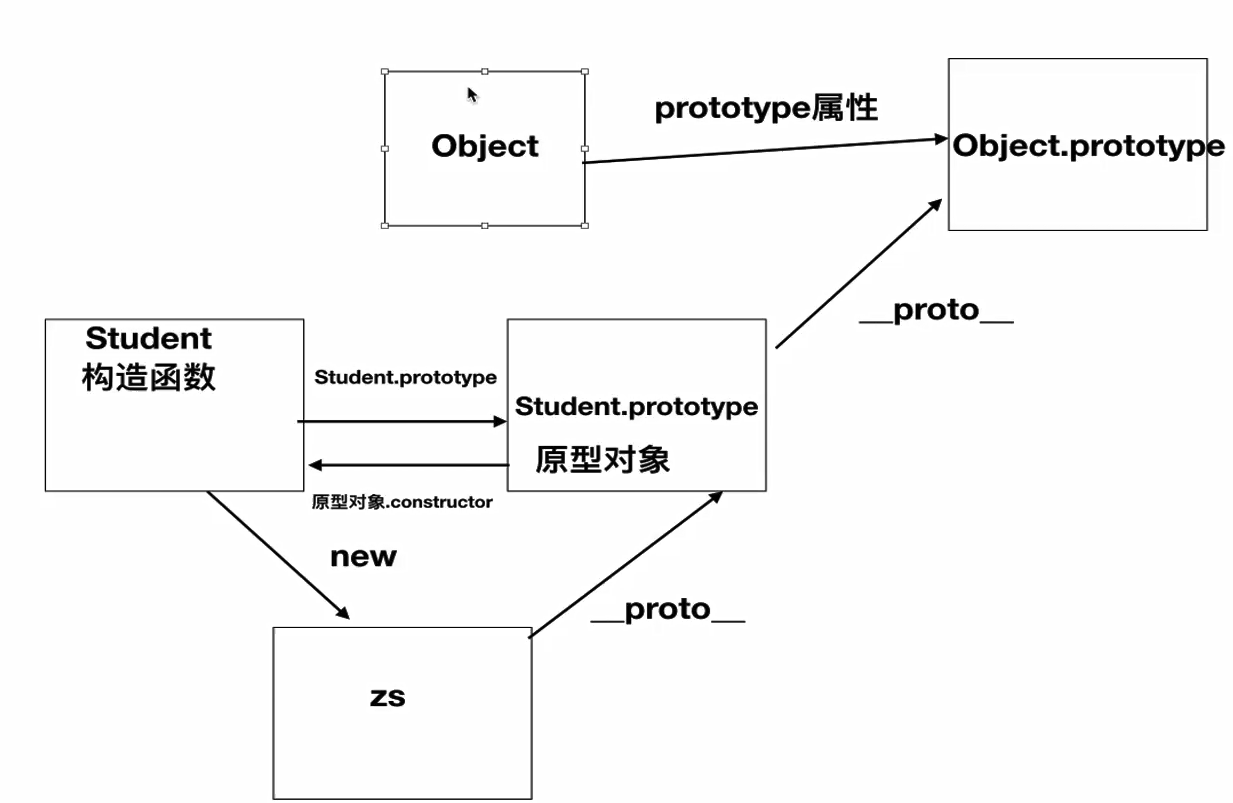 prototype属性
Object
Object.prototype
__proto__
Student
构造函数
Student.prototype
Student.prototype
原型对象
原型对象.constructor
new
__proto__
zs